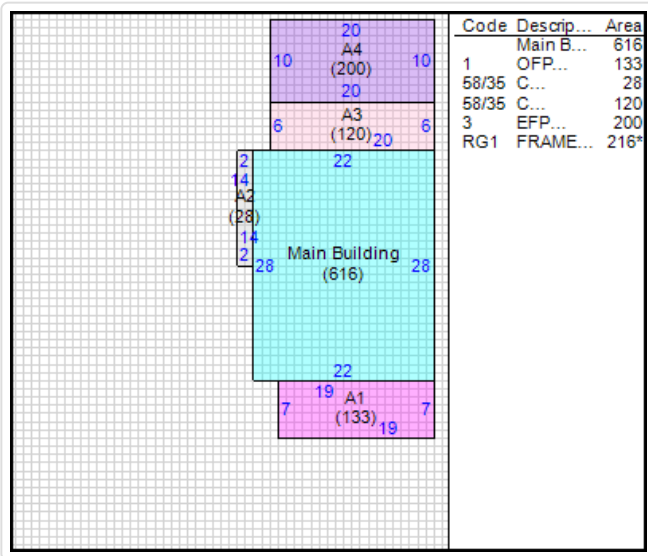 20
A4
10 (200) 10
20
A3
6 (120) 20 6
2 22
14
A2
(28)
14
2 28 Main Building 28
(616)
22
19 A1
7 (133) 7
19
Code Descrip... Area
Main B... 616
1 OFP... 133
58/35 C... 28
58/35 C... 120
3 EFP... 200
RG1 FRAME... 216*